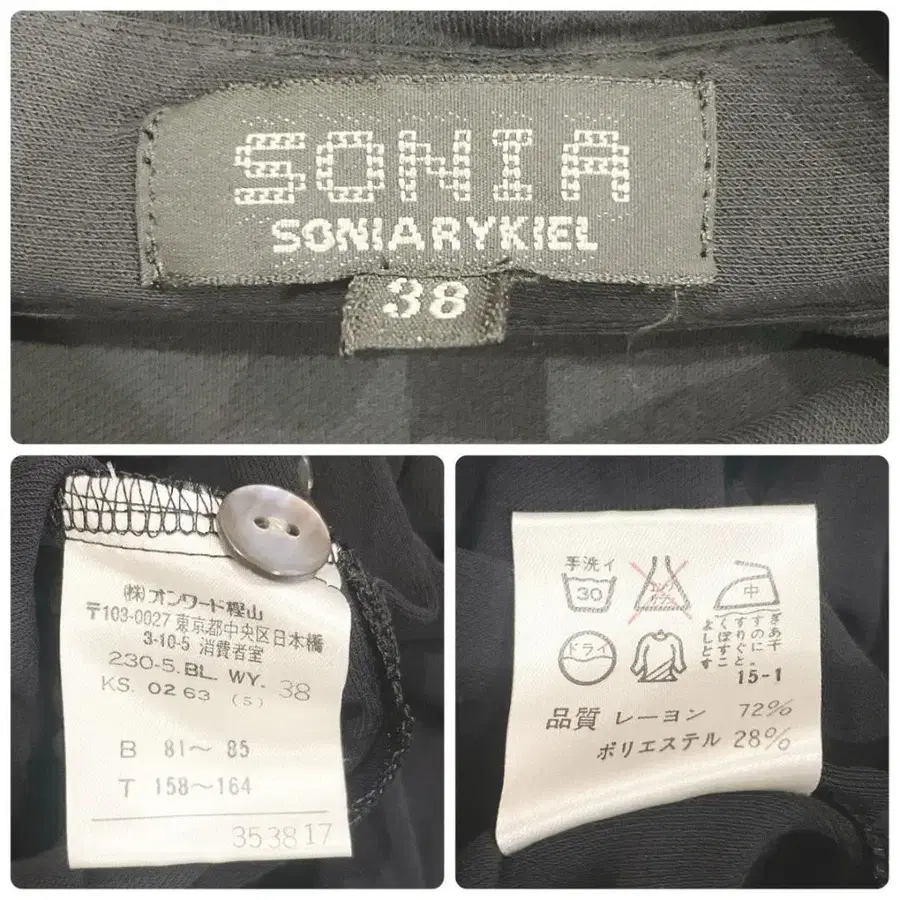 SONIA
SONIARYKIEL
38
(株)オンワード樫山
〒103-0027 東京都中央区日本橋
3-10-5 消費者室
230-5.BL. WY. 38
KS. 0263 (5)
B 81〜 85
T 158〜164
353817
手洗イ
30
中
ドライ
15-1
品質 レーヨン 72%
ポリエステル 28%